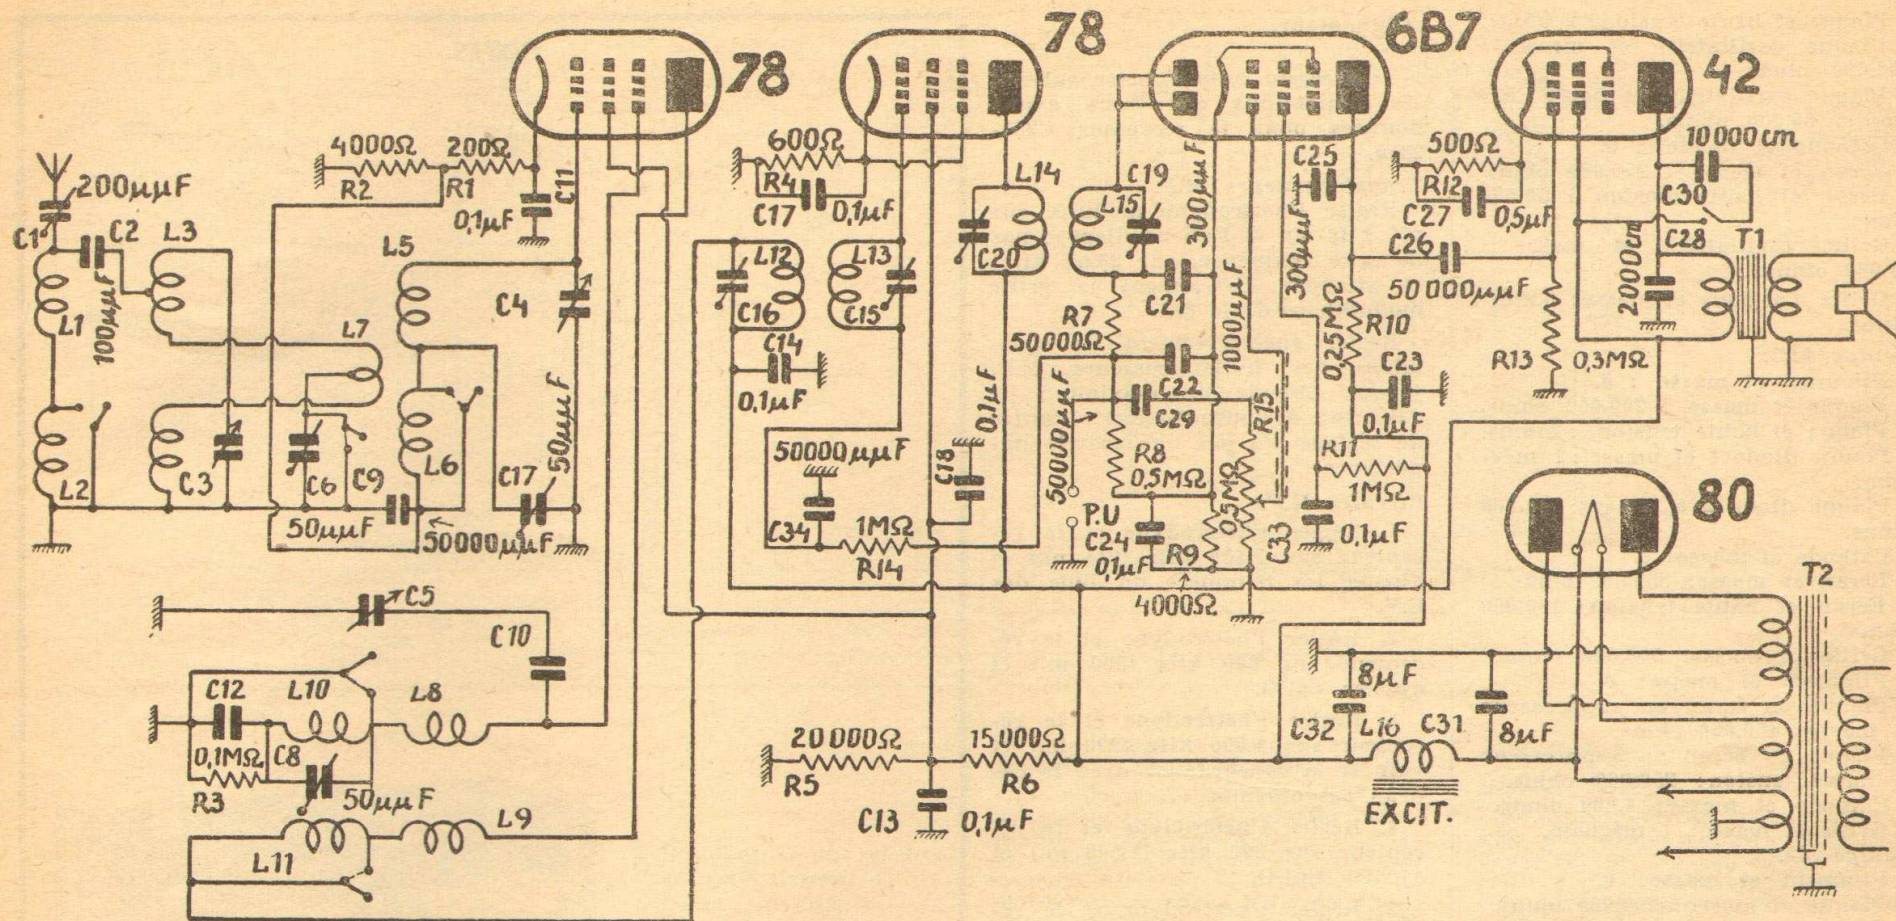 78
78
6B7
42
4000Ω
200Ω
R2
R1
C11
0,1µF
600Ω
R4
C17
0,1µF
L14
C20
C19
L15
300µµF
C25
300µµF
500Ω
R12
C27
0,5µF
10000cm
C30
C28
2000cm
T1
200µµF
C1
C2
L3
L1
100µµF
L5
C4
L7
L12
C16
L13
C15
C14
0,1µF
C21
R7
50000Ω
C22
C29
1000µµF
0,25MΩ
R10
C26
50000µµF
R13
0,3MΩ
C23
0,1µF
L2
C3
C6
C9
L6
C17
50µµF
50µµF
50000µµF
50000µµF
C34
1MΩ
R14
C18
0,1µF
50000µµF
P.U
R8
0,5MΩ
C24
0,1µF
R9
4000Ω
0,5MΩ
R15
C33
R11
1MΩ
0,1µF
80
T2
C5
C10
C12
L10
L8
0,1MΩ
C8
R3
50µµF
L9
L11
20000Ω
R5
15000Ω
R6
C13
0,1µF
8µF
C32
L16
C31
8µF
EXCIT.